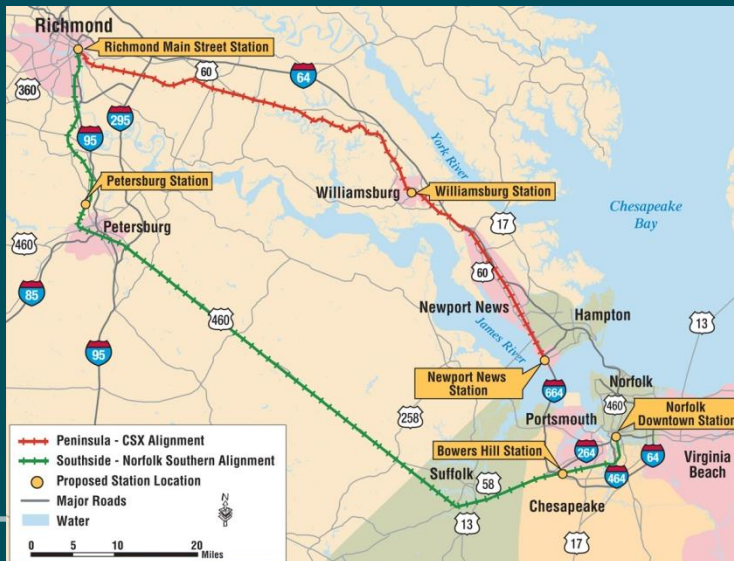 Richmond
Richmond Main Street Station
60
64
360
295
95
York River
Petersburg Station
Williamsburg
Williamsburg Station
Chesapeake
Bay
17
Petersburg
460
60
85
460
Newport News
Hampton
13
95
James River
Newport News
Station
664
Norfolk
258
460
Portsmouth
Norfolk
Downtown Station
Bowers Hill Station
264
64
Virginia
Beach
Suffolk
58
464
Chesapeake
13
17
Peninsula - CSX Alignment
Southside - Norfolk Southern Alignment
Proposed Station Location
Major Roads
Water
N
0 5 10 20
Miles